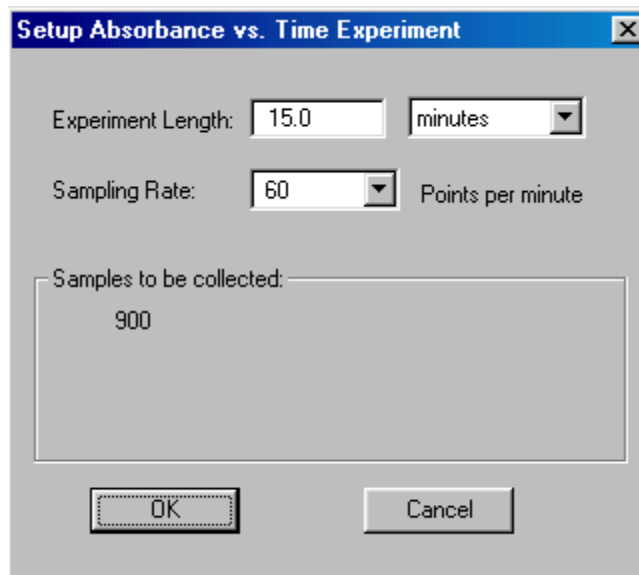 Setup Absorbance vs. Time Experiment
Experiment Length: 15.0 minutes
Sampling Rate: 60 Points per minute
Samples to be collected:
900
OK Cancel